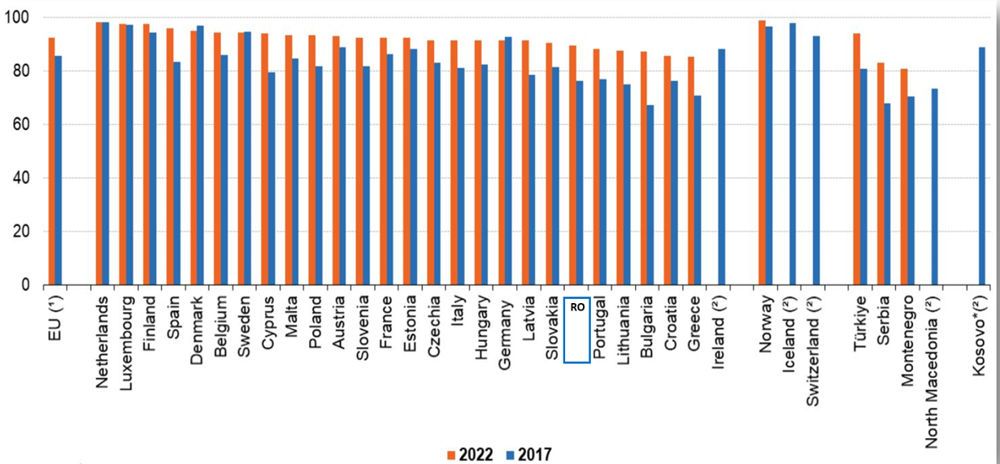 100
80
60
40
20
0
EU (¹)
Netherlands
Luxembourg
Finland
Spain
Denmark
Belgium
Sweden
Cyprus
Malta
Poland
Austria
Slovenia
France
Estonia
Czechia
Italy
Hungary
Germany
Latvia
Slovakia
RO
Portugal
Lithuania
Bulgaria
Croatia
Greece
Ireland (²)
Norway
Iceland (²)
Switzerland (²)
Türkiye
Serbia
Montenegro
North Macedonia (²)
Kosovo*(²)
2022 2017